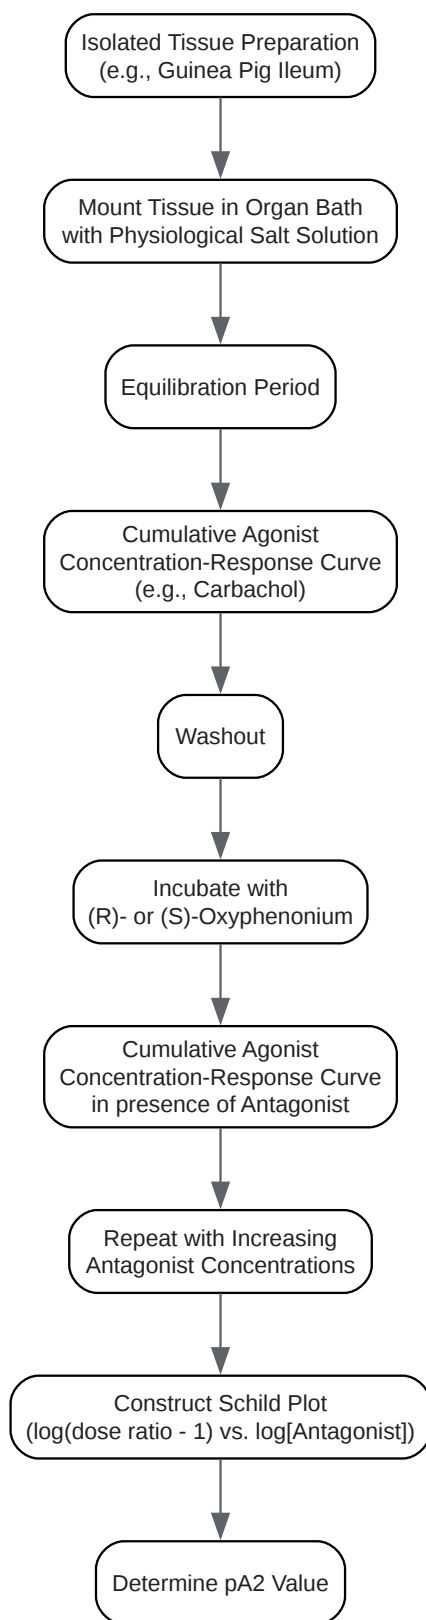 Isolated Tissue Preparation
(e.g., Guinea Pig Ileum)
Mount Tissue in Organ Bath
with Physiological Salt Solution
Equilibration Period
Cumulative Agonist
Concentration-Response Curve
(e.g., Carbachol)
Washout
Incubate with
(R)- or (S)-Oxyphenonium
Cumulative Agonist
Concentration-Response Curve
in presence of Antagonist
Repeat with Increasing
Antagonist Concentrations
Construct Schild Plot
(log(dose ratio - 1) vs. log[Antagonist])
Determine pA2 Value